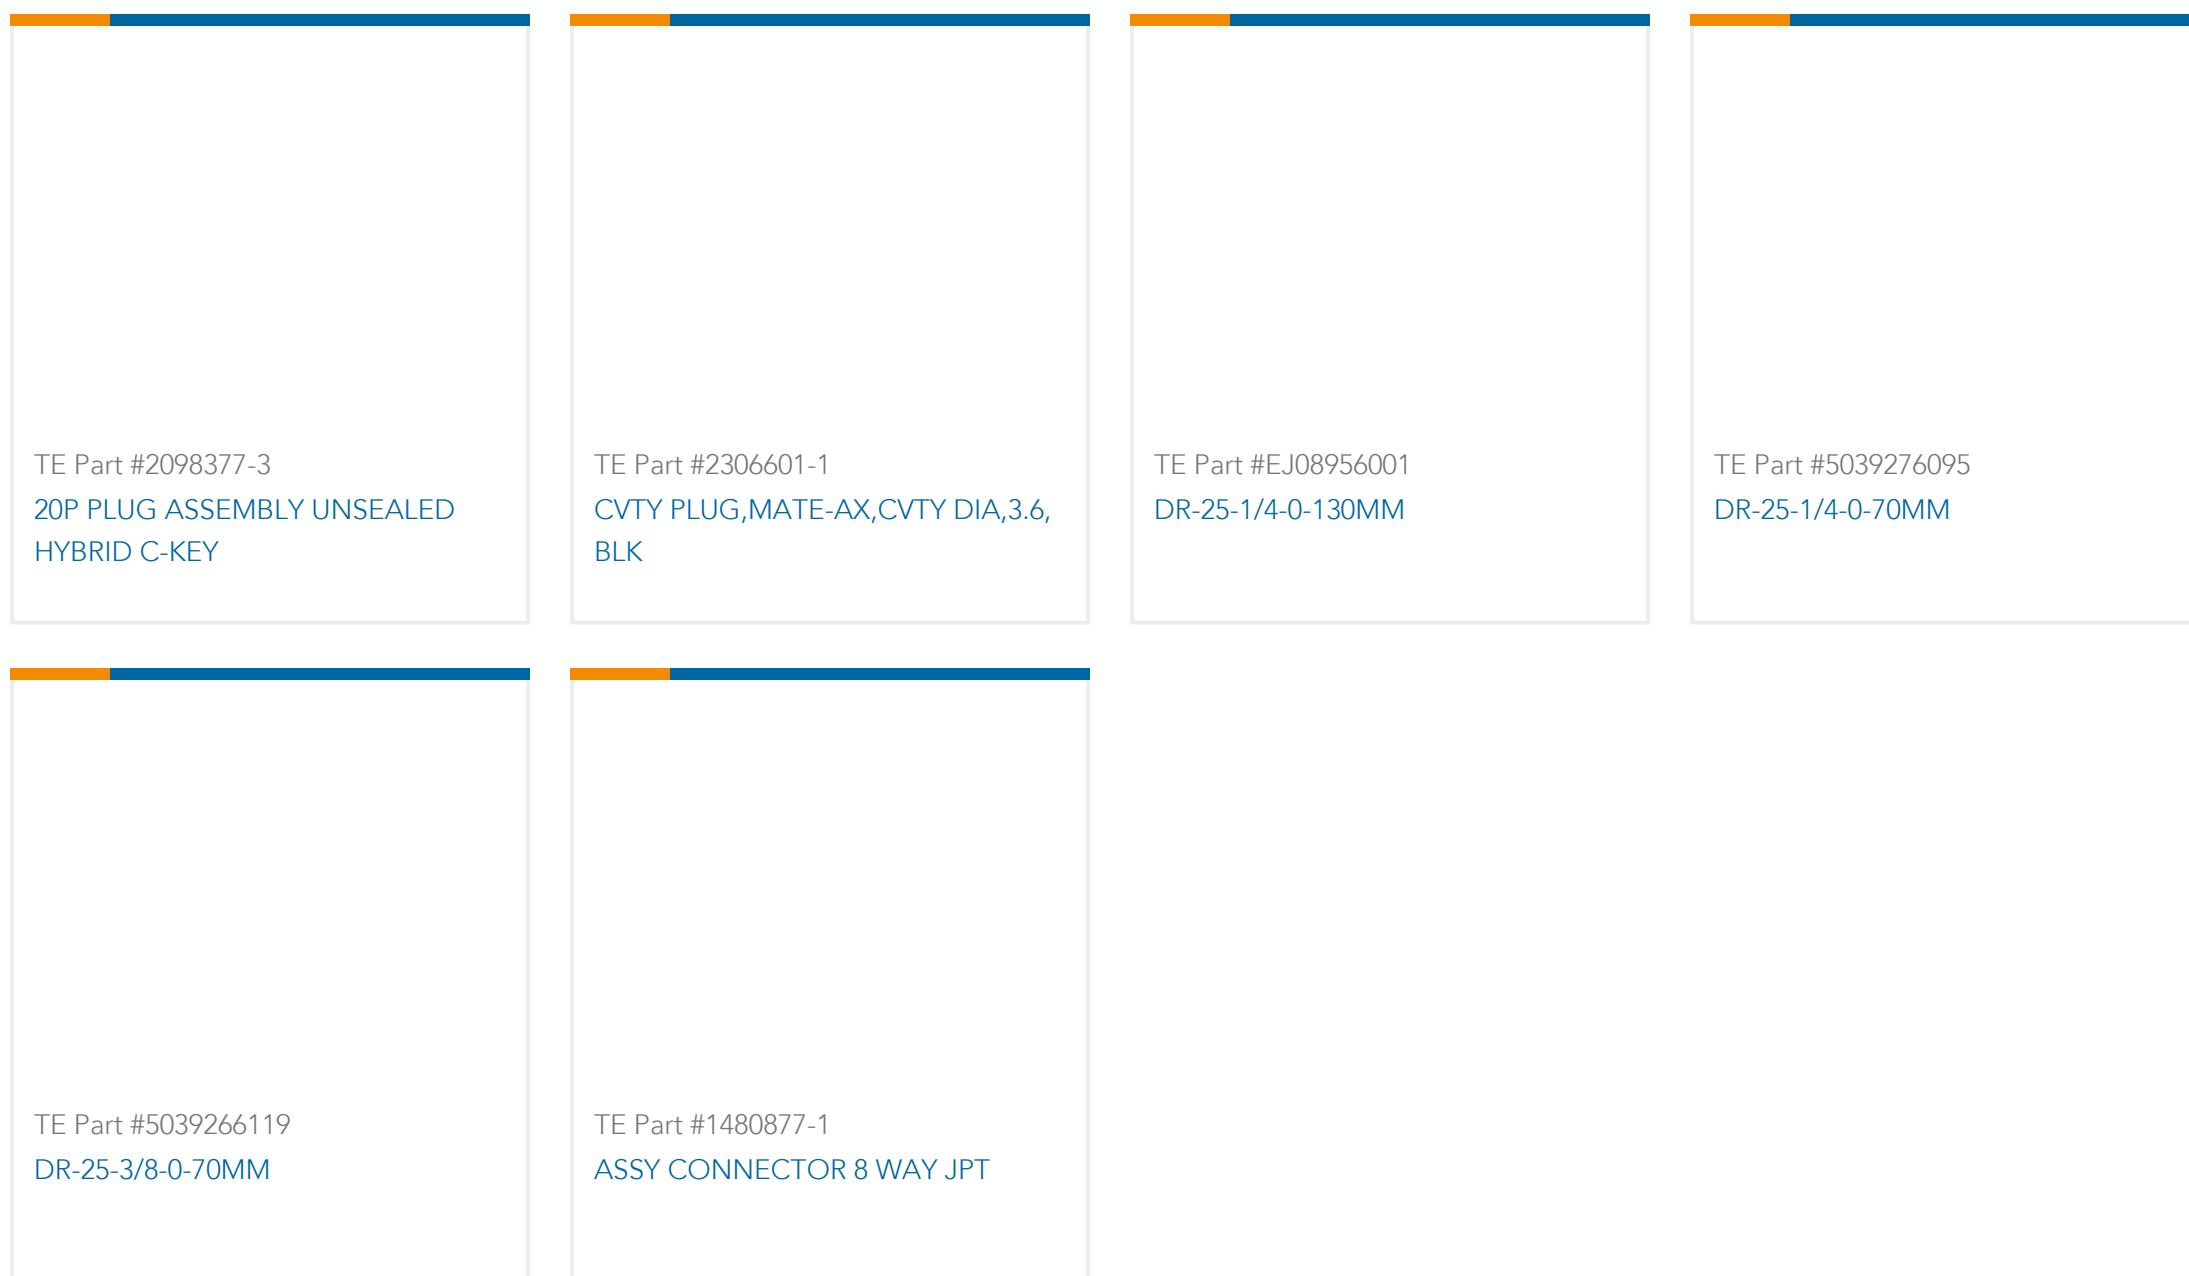 TE Part #2098377-3
20P PLUG ASSEMBLY UNSEALED
HYBRID C-KEY
TE Part #2306601-1
CVTY PLUG,MATE-AX,CVTY DIA,3.6,
BLK
TE Part #EJ08956001
DR-25-1/4-0-130MM
TE Part #5039276095
DR-25-1/4-0-70MM
TE Part #5039266119
DR-25-3/8-0-70MM
TE Part #1480877-1
ASSY CONNECTOR 8 WAY JPT